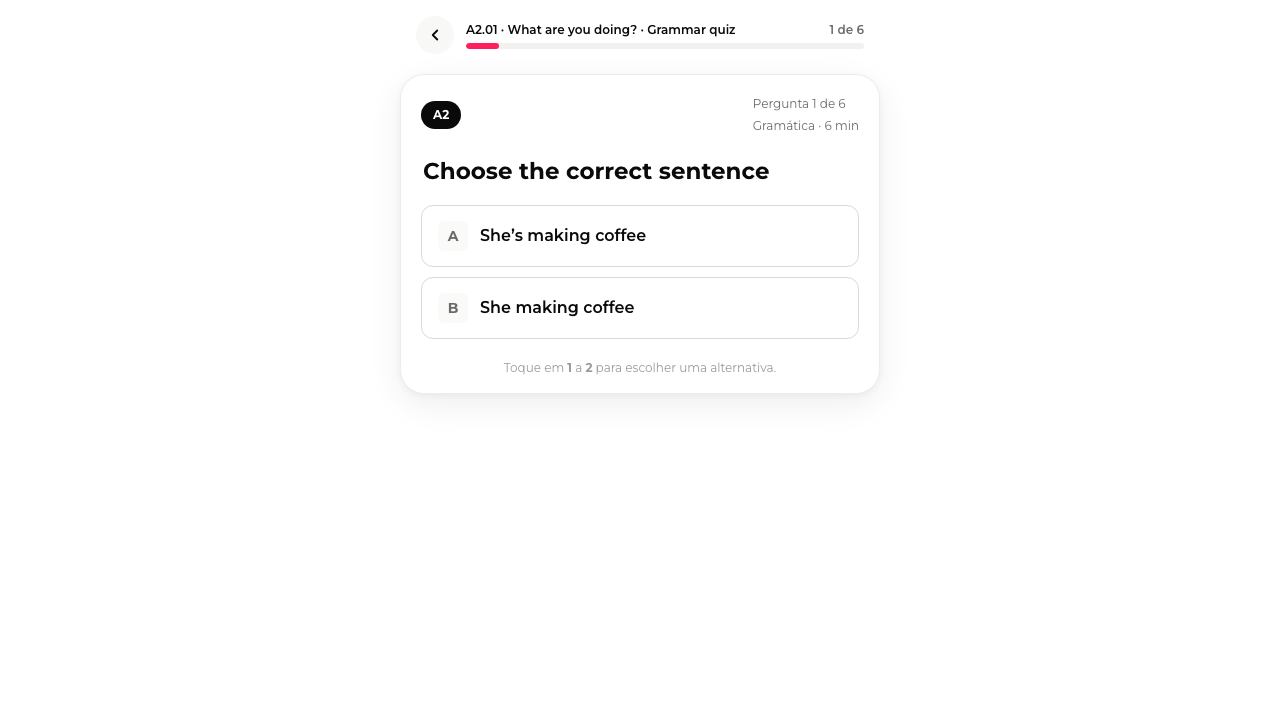 A2.01 · What are you doing? · Grammar quiz
1 de 6
A2
Pergunta 1 de 6
Gramática · 6 min
Choose the correct sentence
A She’s making coffee
B She making coffee
Toque em 1 a 2 para escolher uma alternativa.